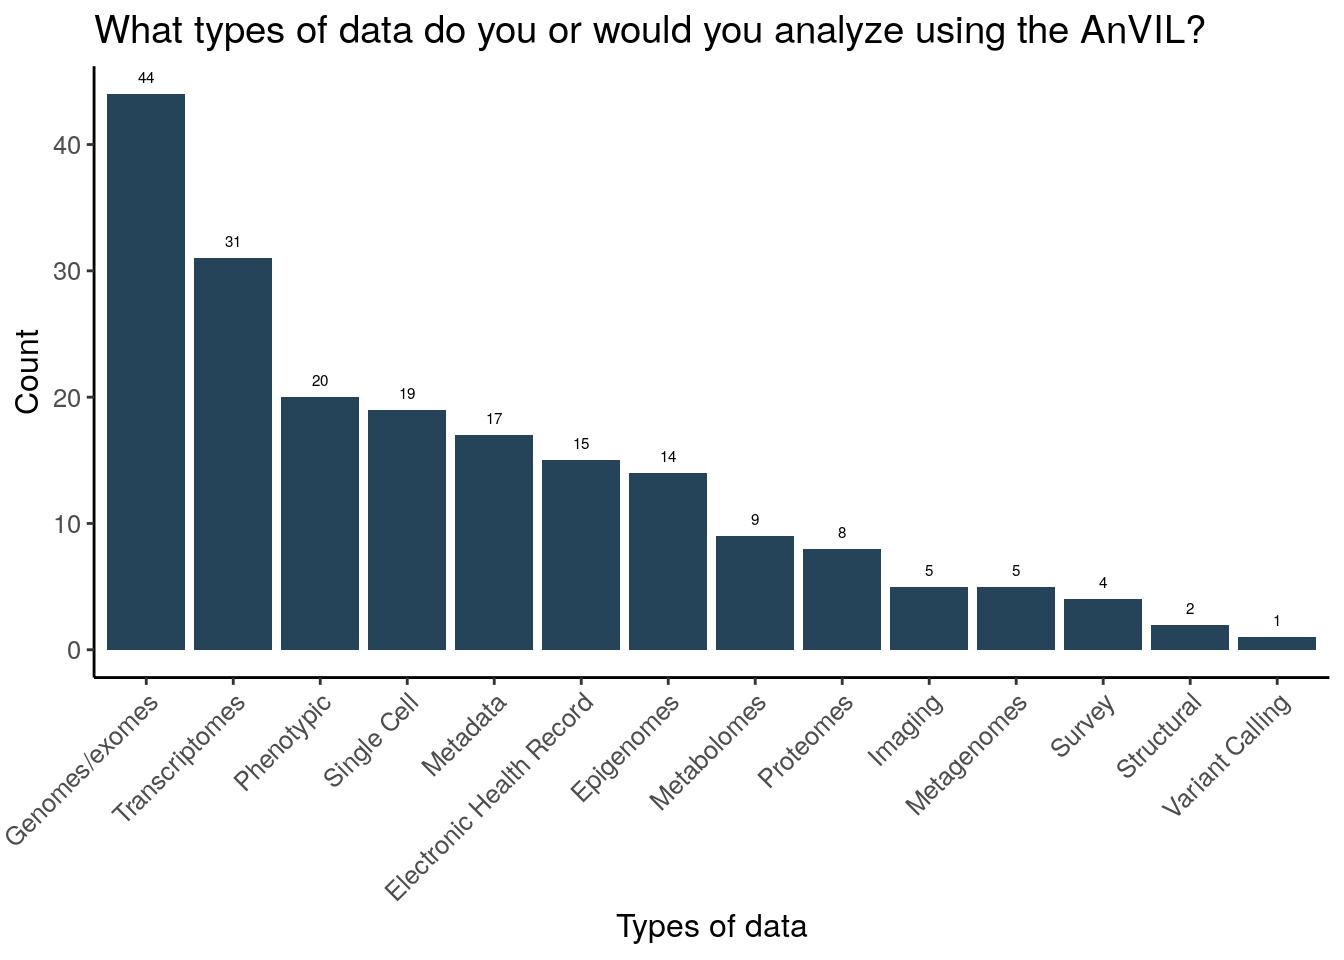 What types of data do you or would you analyze using the AnVIL?
Count
40
30
20
10
0
44
31
20
19
17
15
14
9
8
5
5
4
2
1
Genomes/exomes
Transcriptomes
Phenotypic
Single Cell
Metadata
Electronic Health Record
Epigenomes
Metabolomes
Proteomes
Imaging
Metagenomes
Survey
Structural
Variant Calling
Types of data